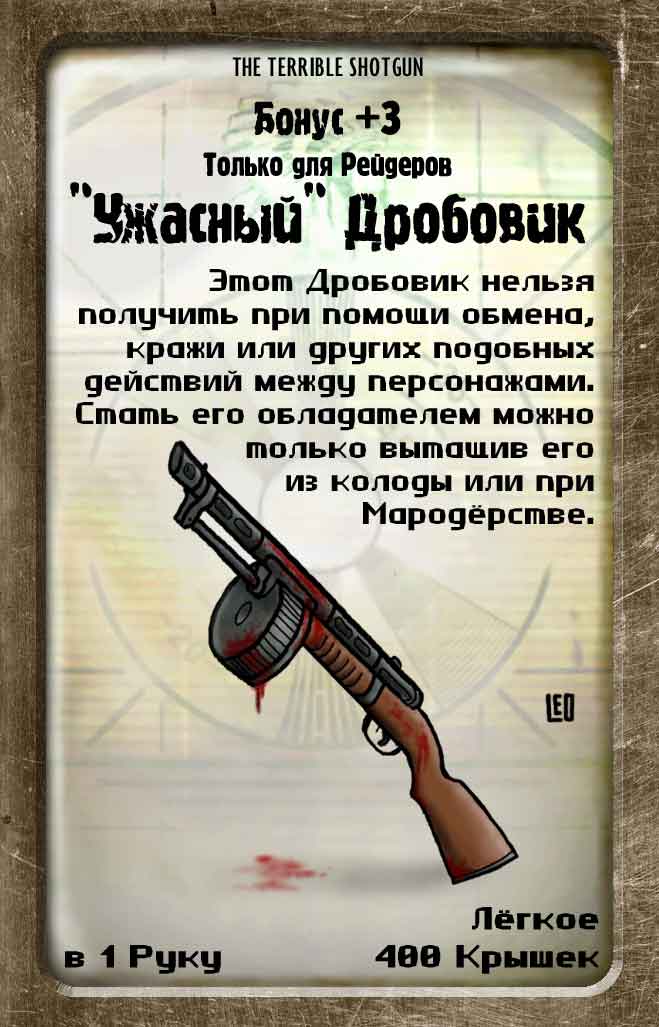 THE TERRIBLE SHOTGUN
Бонус +3
Только для Рейдеров
"Ужасный" Дробовик
Этот Дробовик нельзя
получить при помощи обмена,
кражи или других подобных
действий между персонажами.
Стать его обладателем можно
только вытащив его
из колоды или при
Мародёрстве.
LEO
Лёгкое
в 1 Руку 400 Крышек